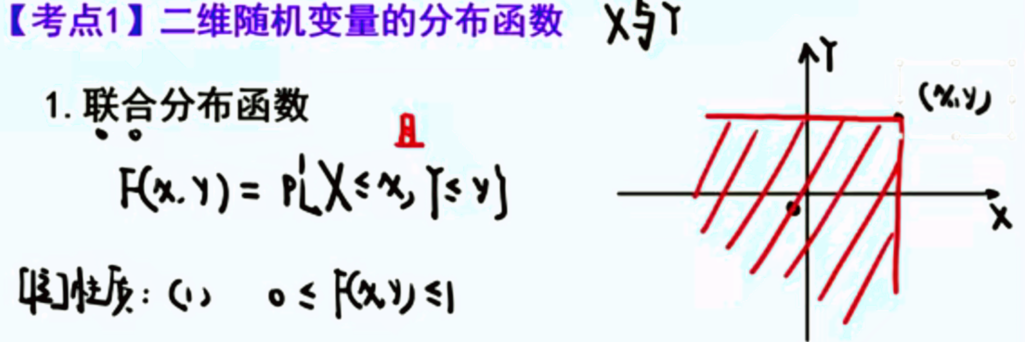 【考点1】二维随机变量的分布函数 X与Y
1.联合分布函数
且
F(x,y)=P{X≤x,Y≤y}
[注]性质:(1) 0≤F(x,y)≤1
Y
(x,y)
X